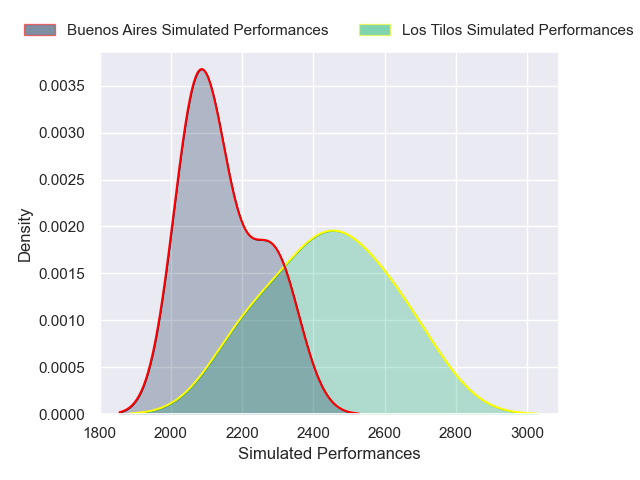 Buenos Aires Simulated Performances Los Tilos Simulated Performances
0.0035
0.0030
0.0025
0.0020
0.0015
0.0010
0.0005
0.0000
Density
1800 2000 2200 2400 2600 2800 3000
Simulated Performances